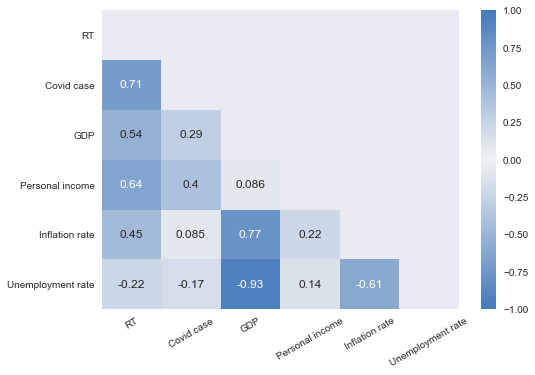 RT
Covid case
0.71
GDP
0.54 0.29
Personal income
0.64 0.4 0.086
Inflation rate
0.45 0.085 0.77 0.22
Unemployment rate
-0.22 -0.17 -0.93 0.14 -0.61
RT Covid case GDP Personal income Inflation rate Unemployment rate
1.00
0.75
0.50
0.25
0.00
−0.25
−0.50
−0.75
−1.00